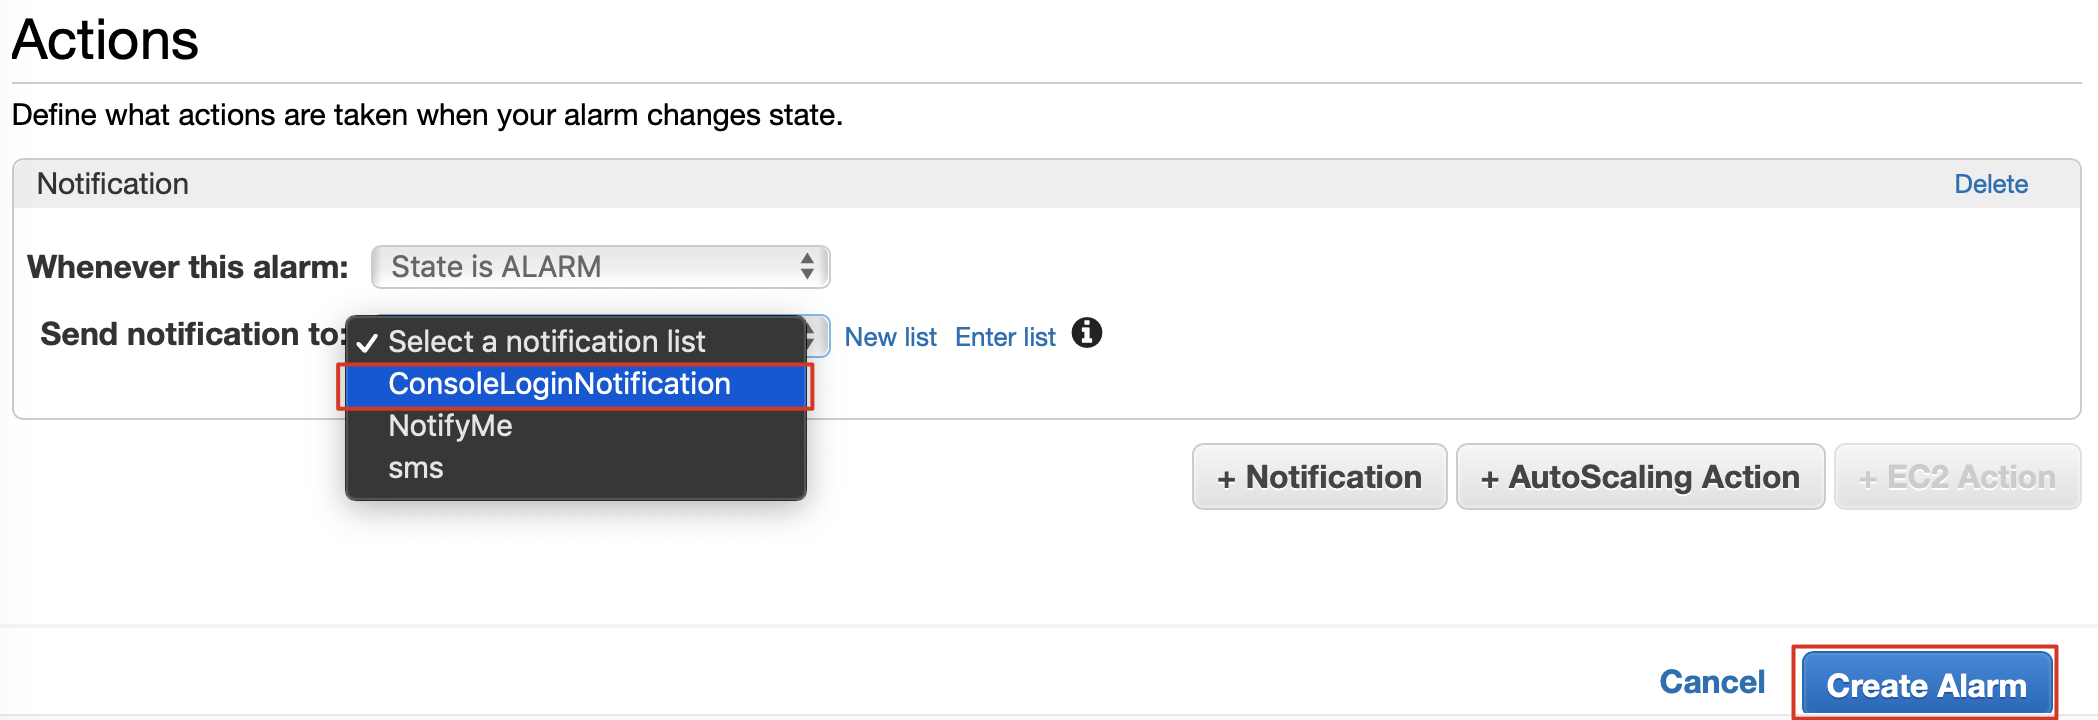 Actions
Define what actions are taken when your alarm changes state.
Notification Delete
Whenever this alarm: State is ALARM
Send notification to: ✓ Select a notification list New list Enter list
ConsoleLoginNotification
NotifyMe
sms
+ Notification + AutoScaling Action + EC2 Action
Cancel Create Alarm